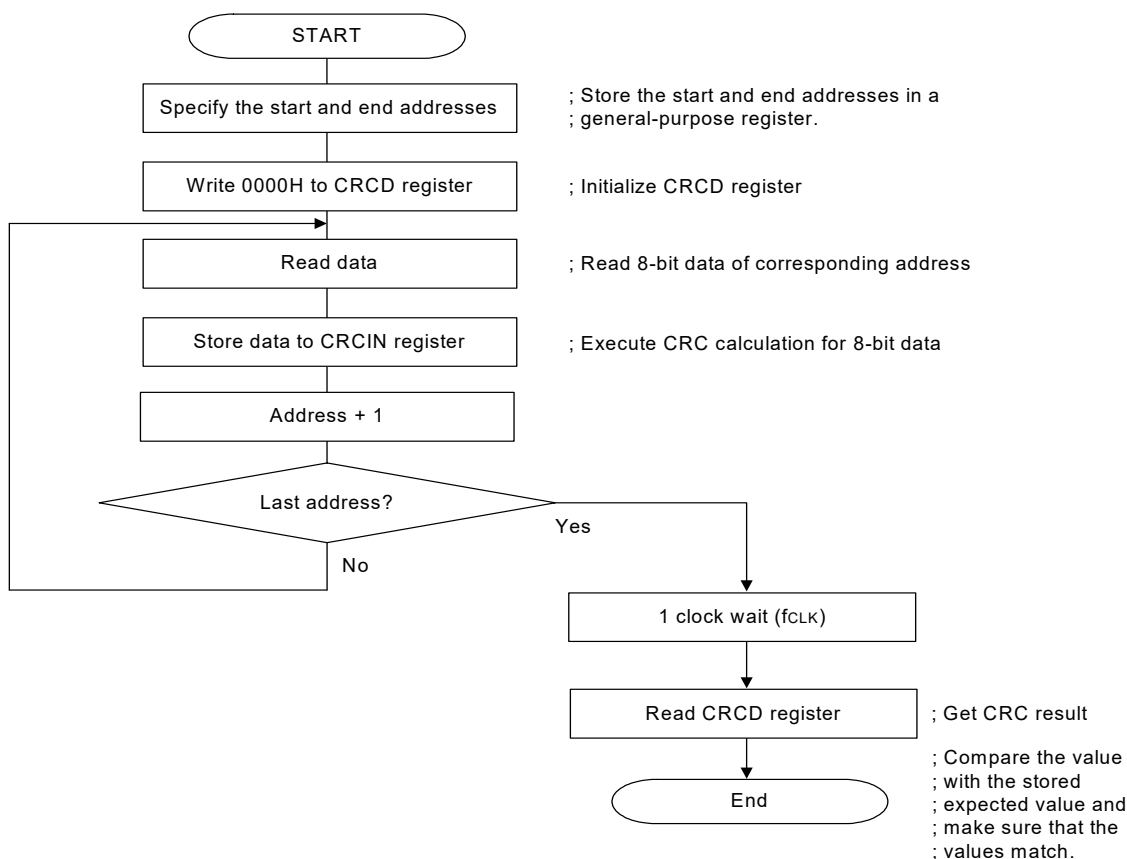 START
Specify the start and end addresses
; Store the start and end addresses in a
; general-purpose register.
Write 0000H to CRCD register
; Initialize CRCD register
Read data
; Read 8-bit data of corresponding address
Store data to CRCIN register
; Execute CRC calculation for 8-bit data
Address + 1
Last address?
Yes
No
1 clock wait (fCLK)
Read CRCD register
; Get CRC result
; Compare the value
; with the stored
; expected value and
; make sure that the
; values match.
End